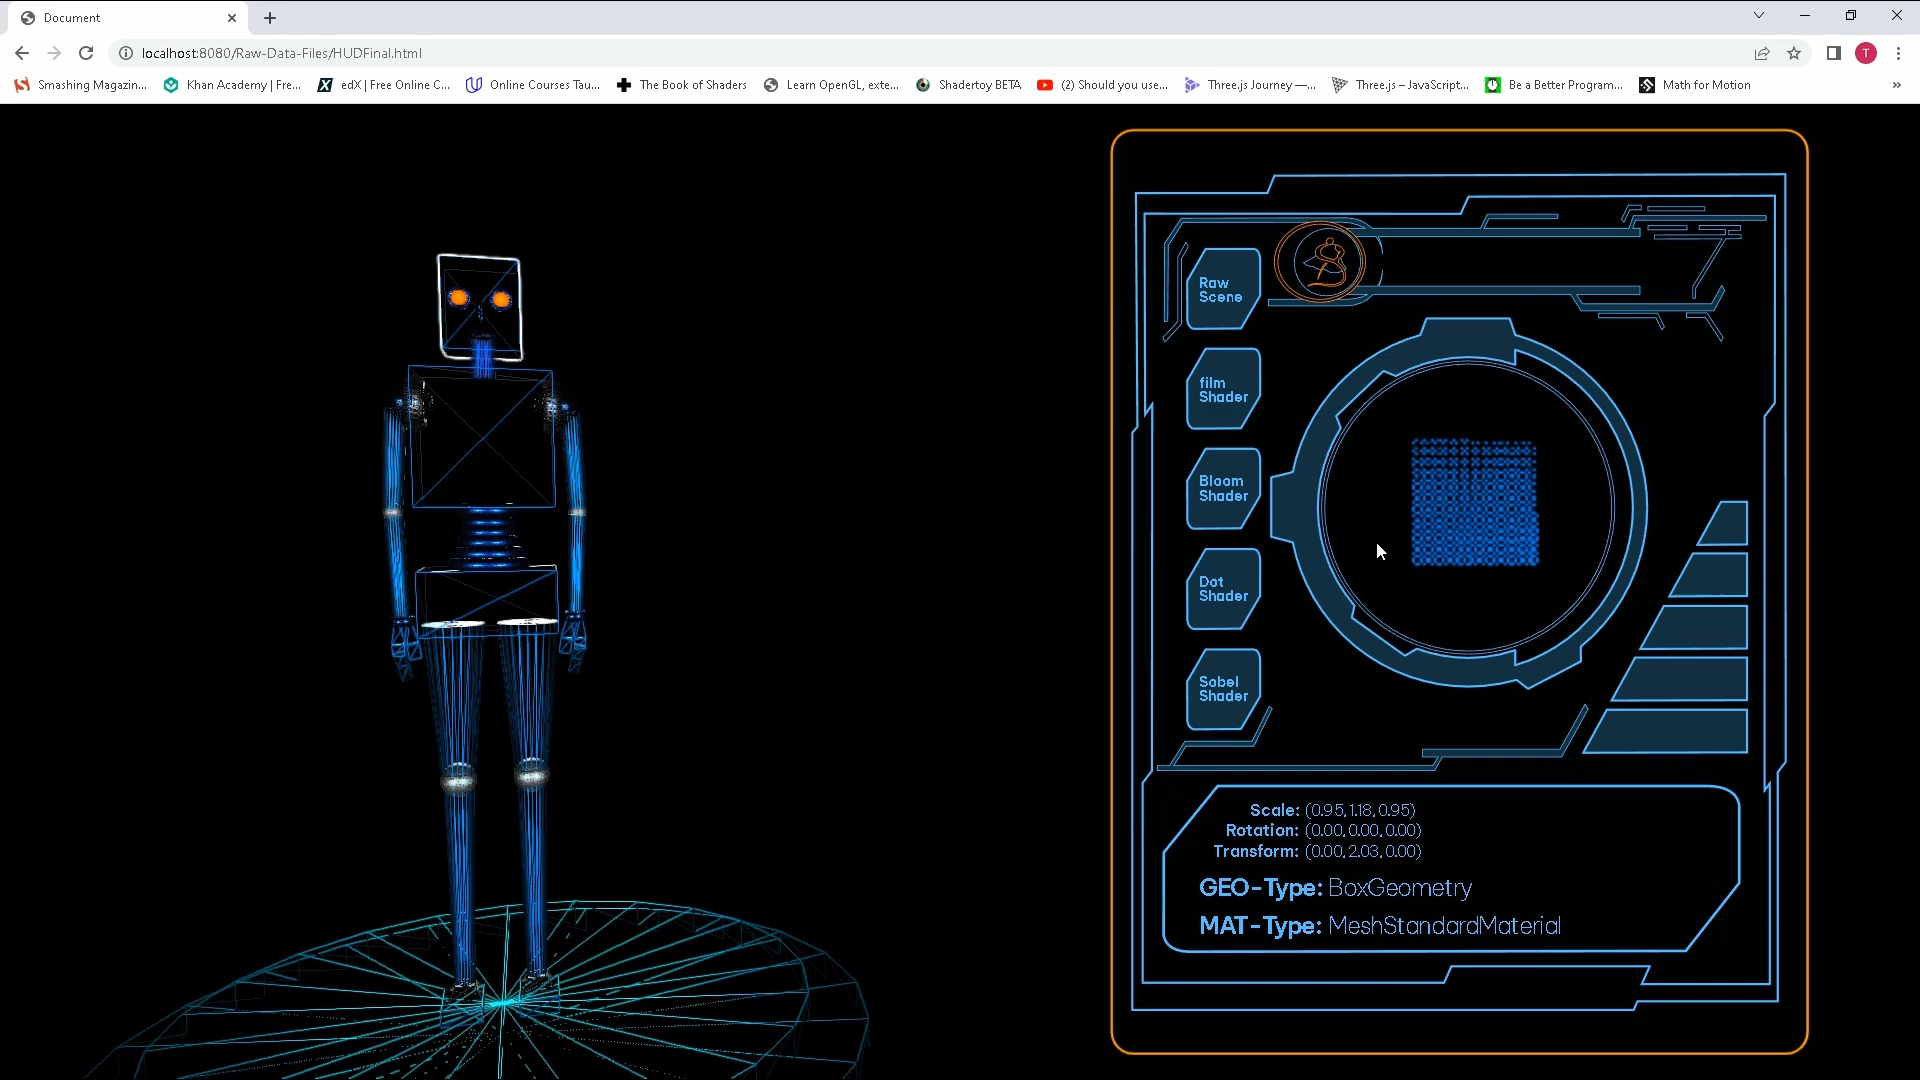 Document
localhost:8080/Raw-Data-Files/HUDFinal.html
T
Smashing Magazin...
Khan Academy | Fre...
edX | Free Online C...
Online Courses Tau...
The Book of Shaders
Learn OpenGL, exte...
Shadertoy BETA
(2) Should you use...
Three.js Journey —...
Three.js – JavaScript...
Be a Better Program...
Math for Motion
»
Raw
Scene
film
Shader
Bloom
Shader
Dot
Shader
Sobel
Shader
Scale: (0.95,1.18,0.95)
Rotation: (0.00,0.00,0.00)
Transform: (0.00,2.03,0.00)
GEO-Type: BoxGeometry
MAT-Type: MeshStandardMaterial